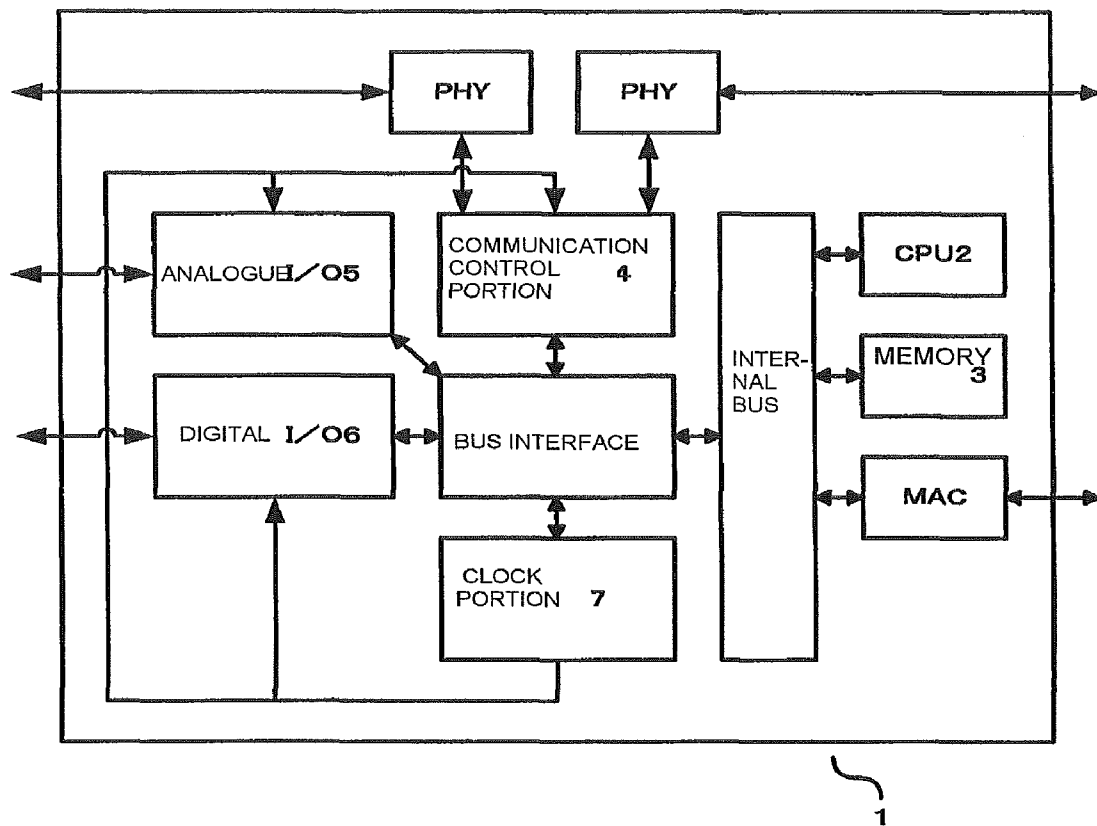 PHY
PHY
ANALOGUE I/O5
COMMUNICATION
CONTROL
PORTION 4
CPU2
INTER-
NAL
BUS
MEMORY
3
DIGITAL I/O6
BUS INTERFACE
MAC
CLOCK
PORTION 7
1